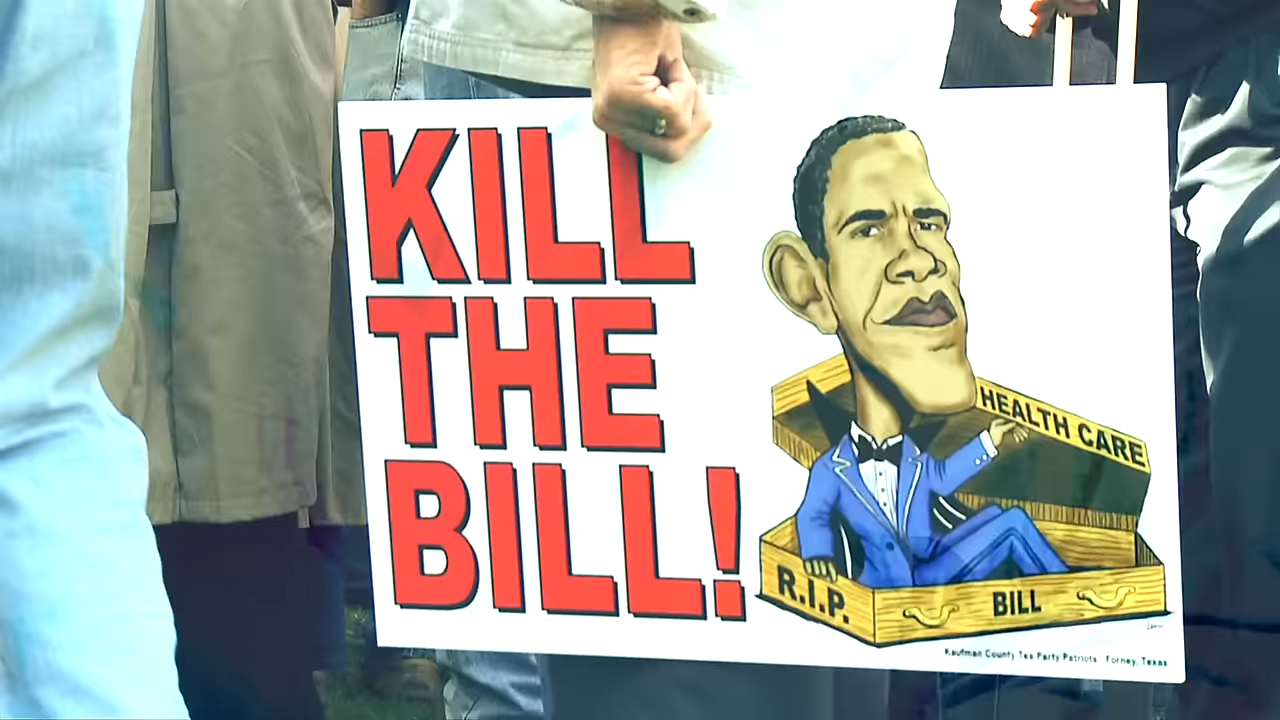 KILL
THE
BILL!
HEALTH CARE
R.I.P.
BILL
Kaufman County Tea Party Patriots Forney, Texas